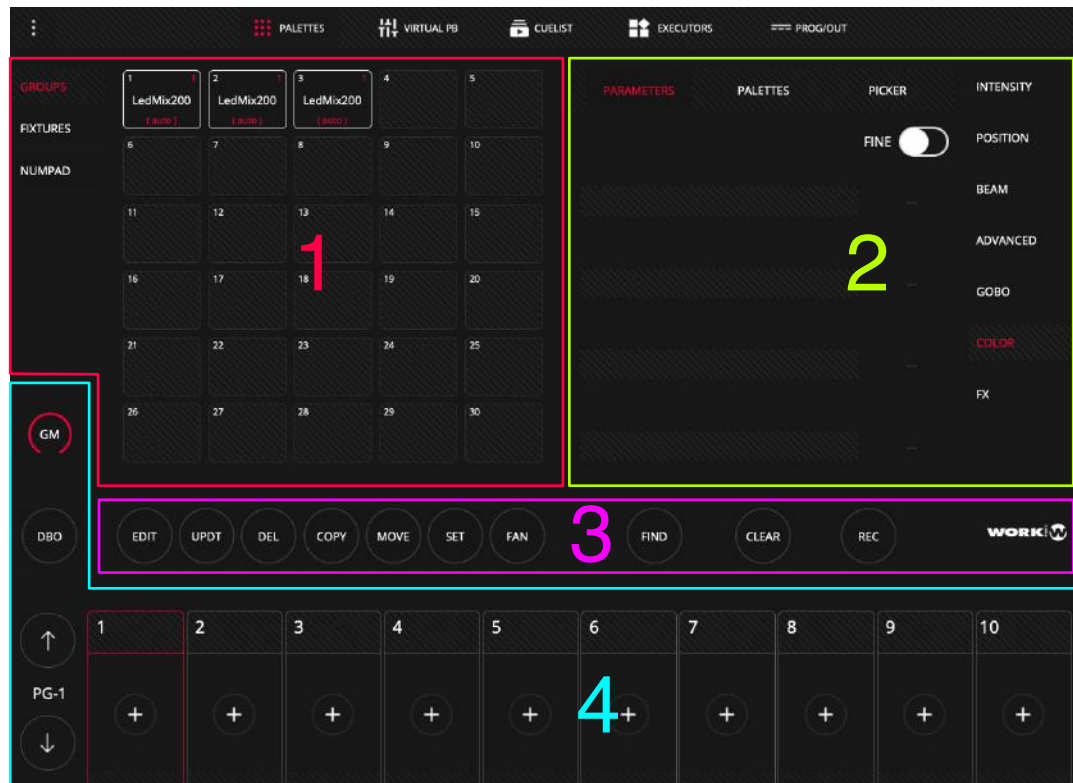 PALETTES
VIRTUAL PB
CUELIST
EXECUTORS
PROG/OUT
GROUPS
FIXTURES
NUMPAD
1 1
LedMix200
( auto )
2 1
LedMix200
( auto )
3 1
LedMix200
( auto )
4
5
6
7
8
9
10
11
12
13
14
15
16
17
18
19
20
21
22
23
24
25
26
27
28
29
30
1
PARAMETERS
PALETTES
PICKER
FINE
INTENSITY
POSITION
BEAM
ADVANCED
GOBO
COLOR
FX
2
GM
DBO
EDIT
UPDT
DEL
COPY
MOVE
SET
FAN
3
FIND
CLEAR
REC
WORK
PG-1
1
2
3
4
5
6
7
8
9
10
+
+
+
+
+
+
+
+
+
+
4